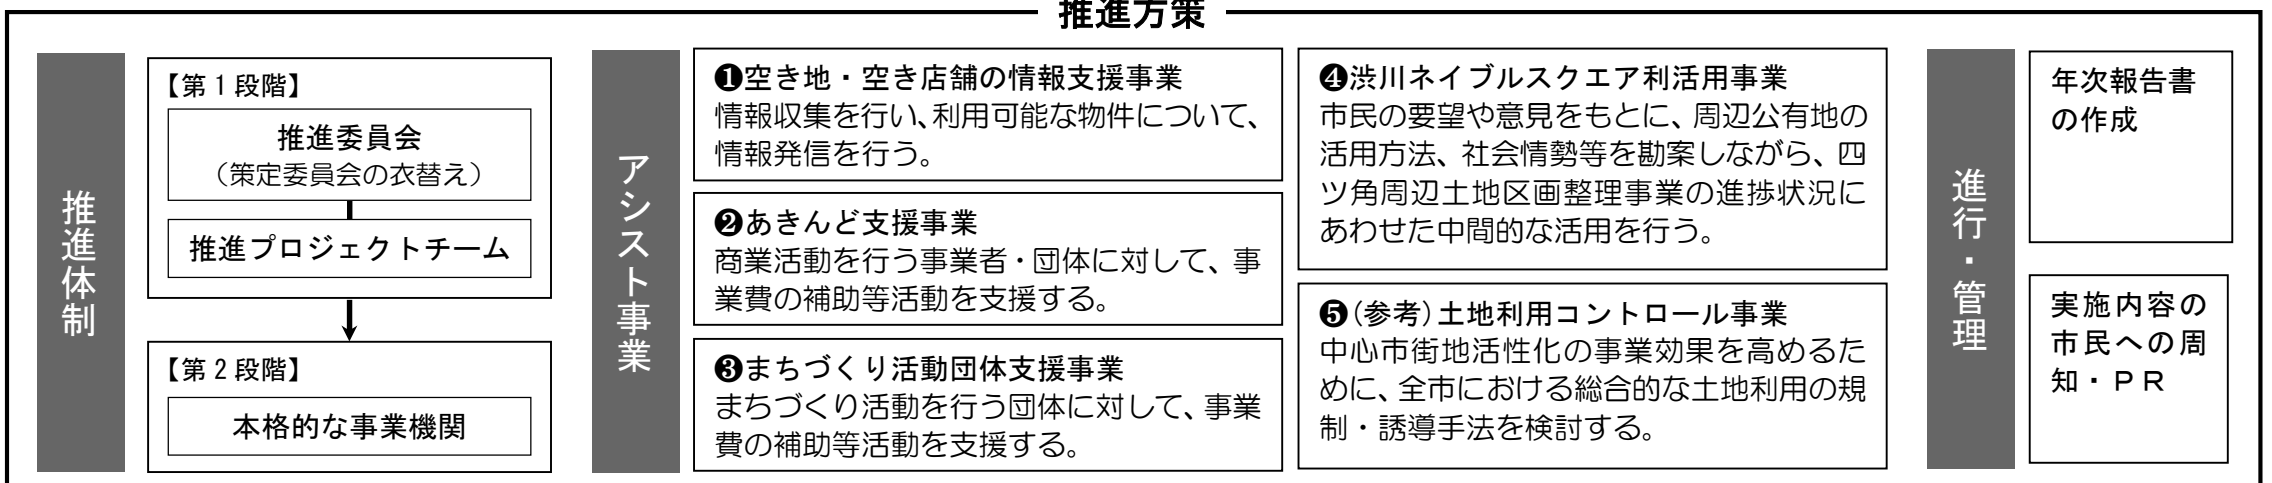 推進方策
推進体制
【第1段階】
推進委員会
(策定委員会の衣替え)
推進プロジェクトチーム
【第2段階】
本格的な事業機関
アシスト事業
❶空き地・空き店舗の情報支援事業
情報収集を行い、利用可能な物件について、
情報発信を行う。
❷あきんど支援事業
商業活動を行う事業者・団体に対して、事
業費の補助等活動を支援する。
❸まちづくり活動団体支援事業
まちづくり活動を行う団体に対して、事業
費の補助等活動を支援する。
❹渋川ネイブルスクエア利活用事業
市民の要望や意見をもとに、周辺公有地の
活用方法、社会情勢等を勘案しながら、四
ツ角周辺土地区画整理事業の進捗状況に
あわせた中間的な活用を行う。
❺(参考)土地利用コントロール事業
中心市街地活性化の事業効果を高めるた
めに、全市における総合的な土地利用の規
制・誘導手法を検討する。
進行・管理
年次報告書
の作成
実施内容の
市民への周
知・PR